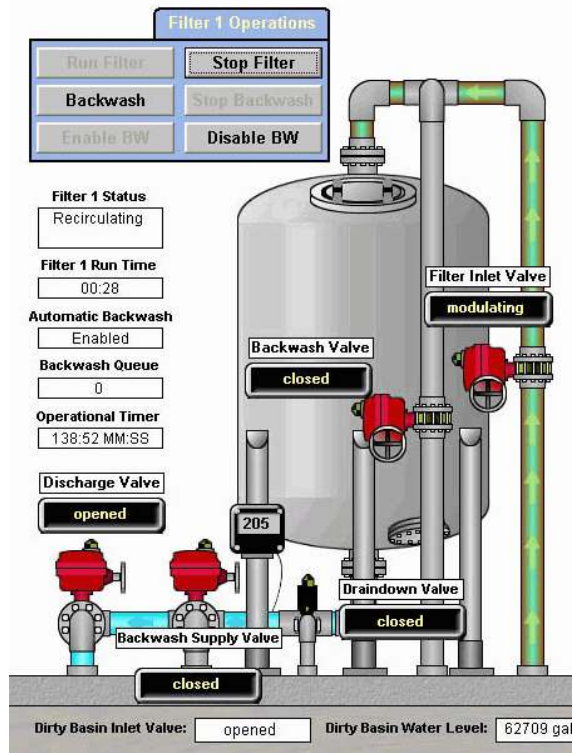 Filter 1 Operations
Run Filter
Stop Filter
Backwash
Stop Backwash
Enable BW
Disable BW
Filter 1 Status
Recirculating
Filter 1 Run Time
00:28
Filter Inlet Valve
modulating
Automatic Backwash
Enabled
Backwash Valve
closed
Backwash Queue
0
Operational Timer
138:52 MM:SS
Discharge Valve
opened
205
Draindown Valve
closed
Backwash Supply Valve
closed
Dirty Basin Inlet Valve: opened
Dirty Basin Water Level: 62709 gal